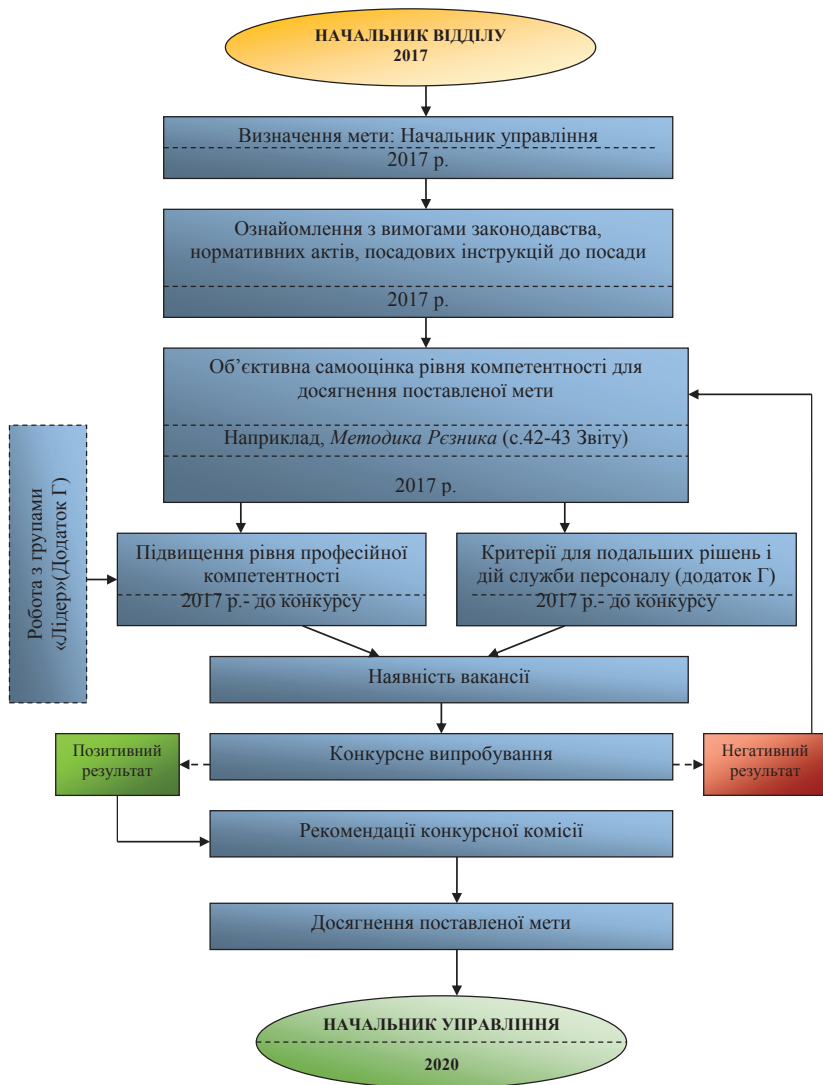 НАЧАЛЬНИК ВІДДІЛУ
2017
Визначення мети: Начальник управління
2017 р.
Ознайомлення з вимогами законодавства,
нормативних актів, посадових інструкцій до посади
2017 р.
Об’єктивна самооцінка рівня компетентності для
досягнення поставленої мети
Наприклад, Методика Рєзника (с.42-43 Звіту)
2017 р.
Робота з групами
«Лідер»(Додаток Г)
Підвищення рівня професійної
компетентності
2017 р.- до конкурсу
Критерії для подальших рішень і
дій служби персоналу (додаток Г)
2017 р.- до конкурсу
Наявність вакансії
Позитивний
результат
Конкурсне випробування
Негативний
результат
Рекомендації конкурсної комісії
Досягнення поставленої мети
НАЧАЛЬНИК УПРАВЛІННЯ
2020